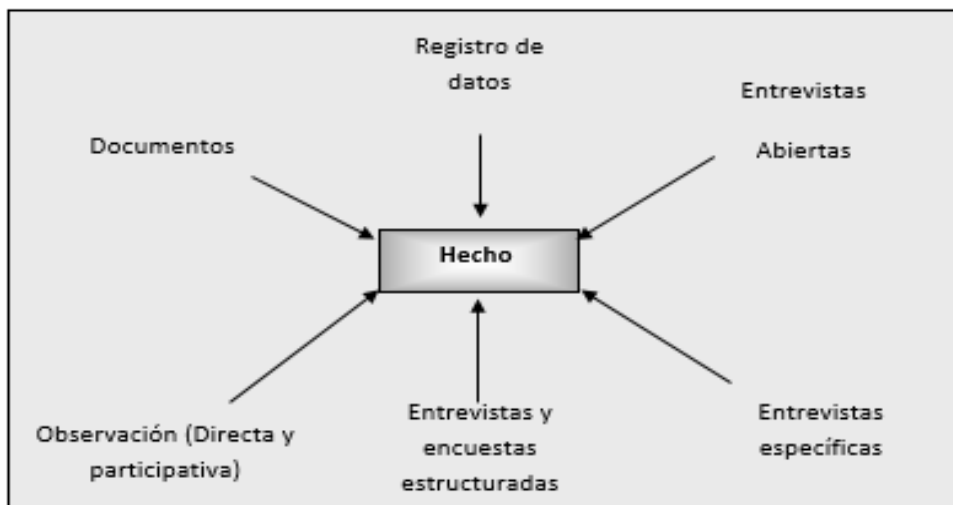 Registro de
datos
Entrevistas
Abiertas
Documentos
Hecho
Observación (Directa y
participativa)
Entrevistas y
encuestas
estructuradas
Entrevistas
específicas